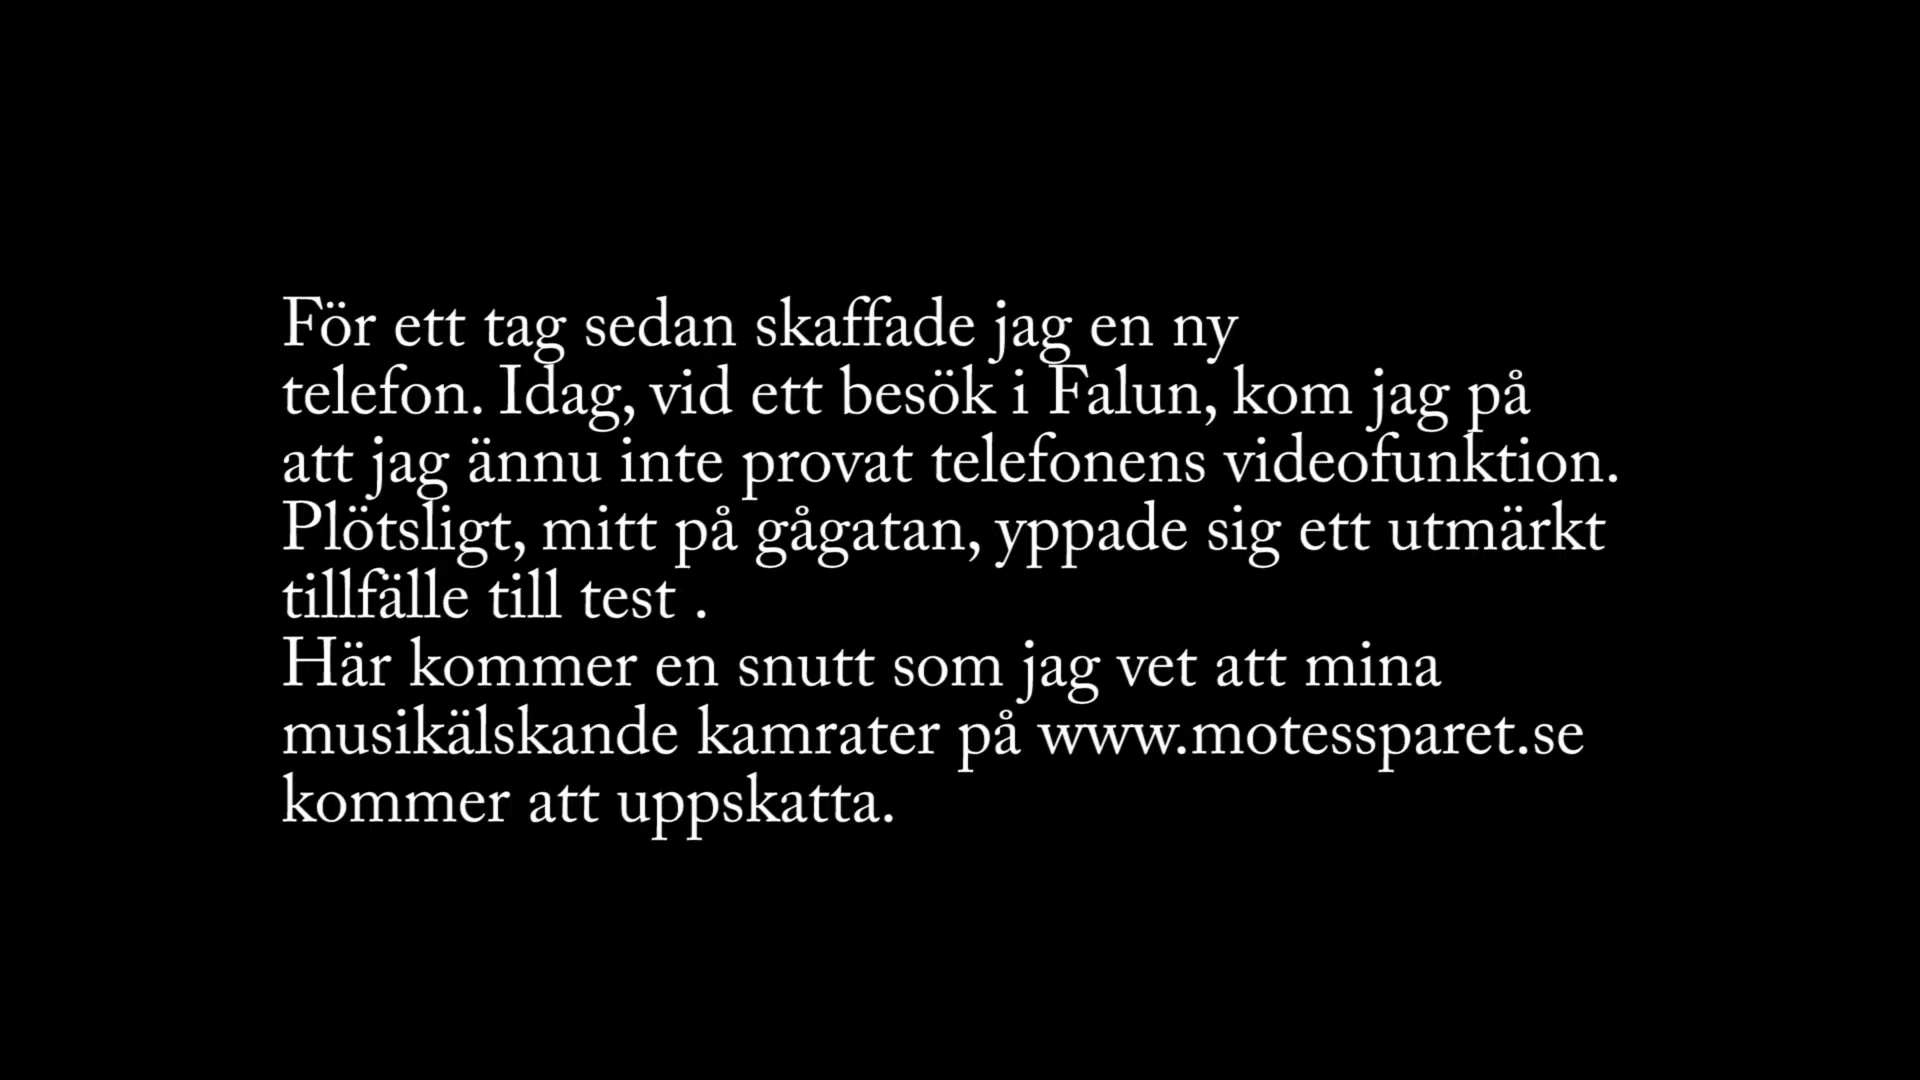 För ett tag sedan skaffade jag en ny
telefon. Idag, vid ett besök i Falun, kom jag på
att jag ännu inte provat telefonens videofunktion.
Plötsligt, mitt på gågatan, yppade sig ett utmärkt
tillfälle till test .
Här kommer en snutt som jag vet att mina
musikälskande kamrater på www.motessparet.se
kommer att uppskatta.